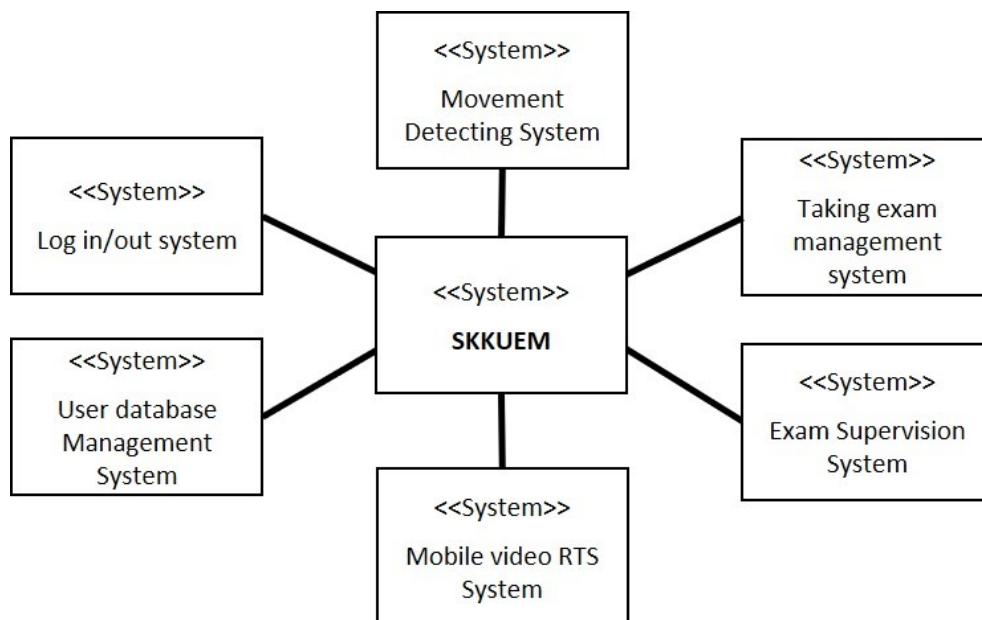 <<System>>
Movement
Detecting System
<<System>>
Log in/out system
<<System>>
Taking exam
management
system
<<System>>
SKKUEM
<<System>>
User database
Management
System
<<System>>
Exam Supervision
System
<<System>>
Mobile video RTS
System